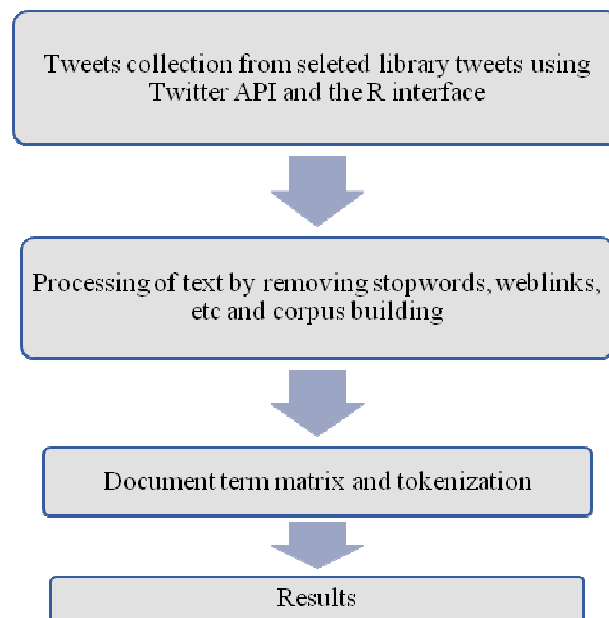 Tweets collection from seleted library tweets using
Twitter API and the R interface
Processing of text by removing stopwords, weblinks,
etc and corpus building
Document term matrix and tokenization
Results